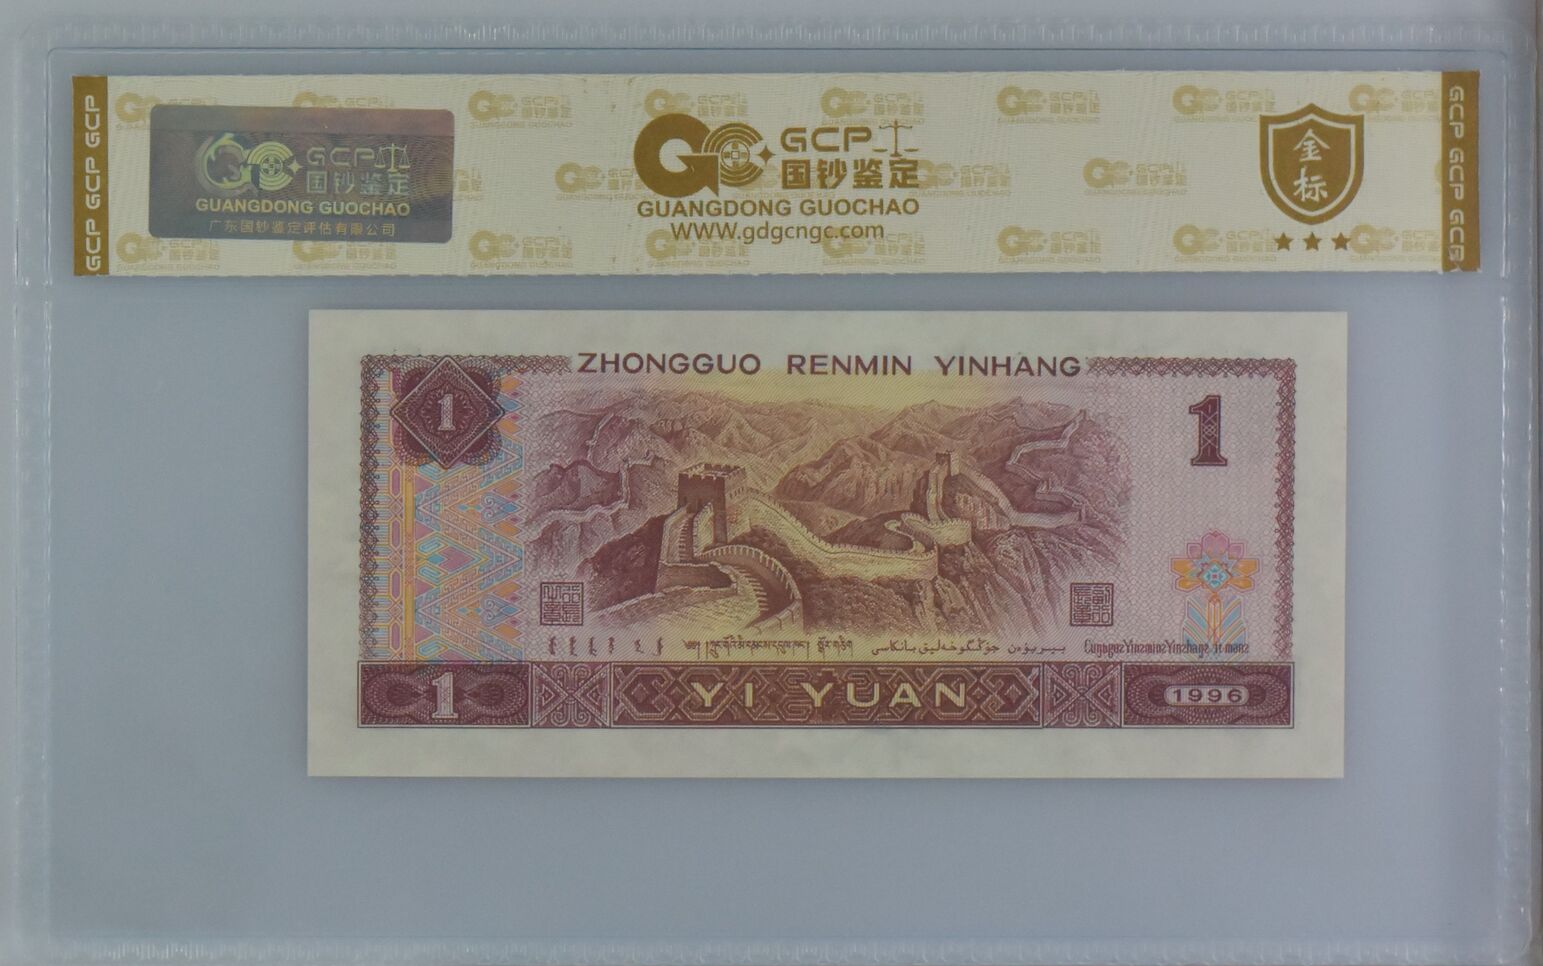 GCP GCP GCP
GCP
国钞鉴定
GUANGDONG GUOCHAO
广东国钞鉴定评估有限公司
GCP
国钞鉴定
GUANGDONG GUOCHAO
WWW.gdgcngc.com
金标
GCP GCP GCP
ZHONGGUO RENMIN YINHANG
1
1
1
YI YUAN
1996